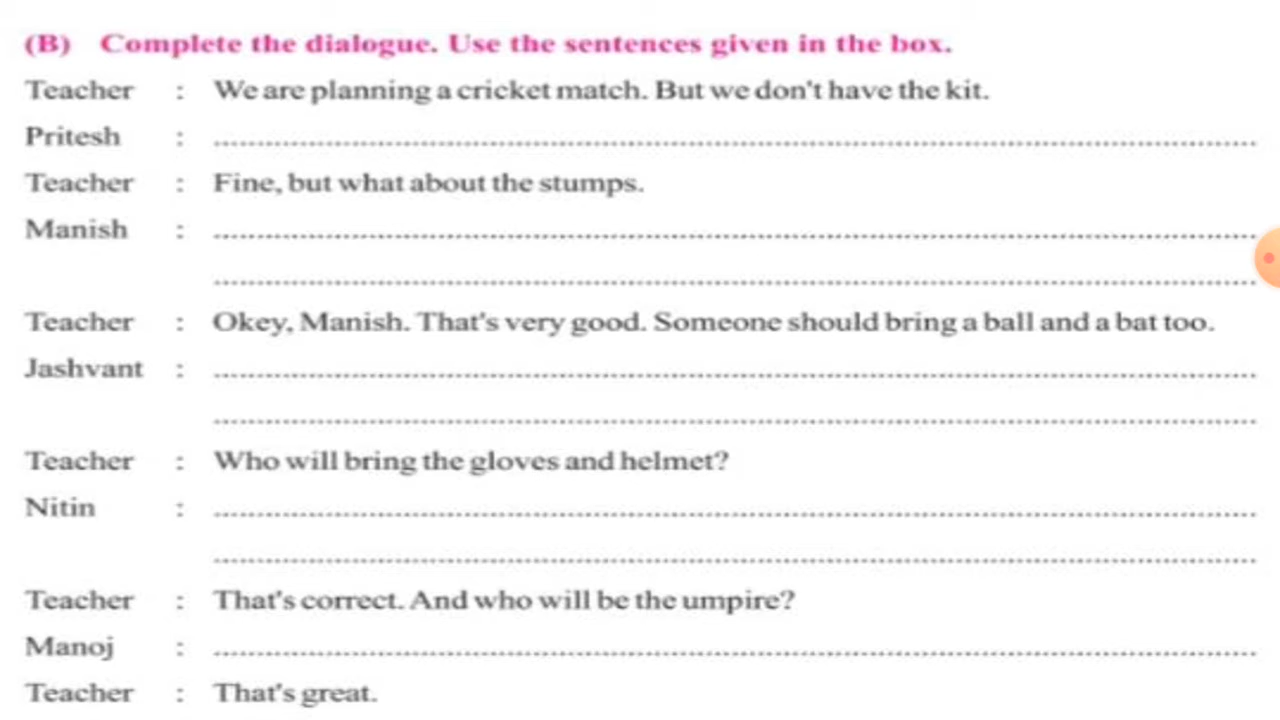 (B) Complete the dialogue. Use the sentences given in the box.
Teacher : We are planning a cricket match. But we don't have the kit.
Pritesh : ................................................................
Teacher : Fine, but what about the stumps.
Manish : ................................................................
................................................................
Teacher : Okey, Manish. That's very good. Someone should bring a ball and a bat too.
Jashvant : ................................................................
................................................................
Teacher : Who will bring the gloves and helmet?
Nitin : ................................................................
................................................................
Teacher : That's correct. And who will be the umpire?
Manoj : ................................................................
Teacher : That's great.